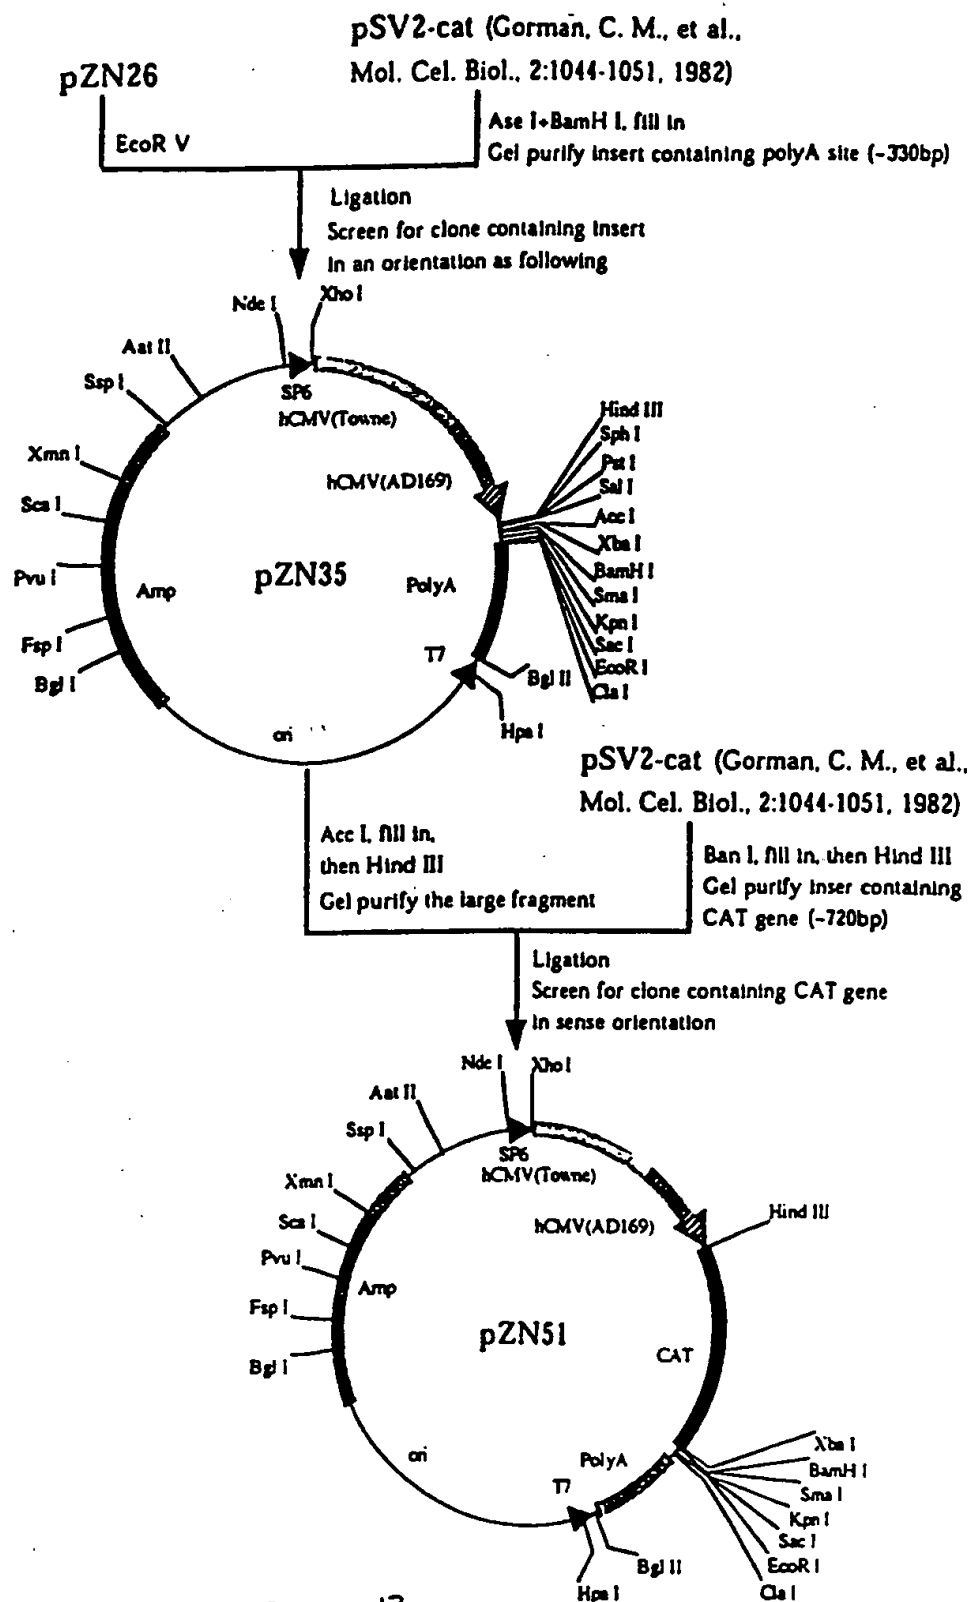 pSV2-cat (Gorman, C. M., et al.,
pZN26
Mol. Cel. Biol., 2:1044-1051, 1982)
EcoR V
Ase I+BamH I, fill in
Gel purify insert containing polyA site (~330bp)
Ligation
Screen for clone containing insert
in an orientation as following
Nde I
Xho I
Aat II
Ssp I
SP6
hCMV(Towne)
Xmn I
hCMV(AD169)
Sca I
Pvu I
Amp
pZN35
PolyA
Fsp I
Bgl I
T7
ori
Hind III
Sph I
Pst I
Sal I
Acc I
Xba I
BamH I
Sma I
Kpn I
Sac I
EcoR I
Cla I
Bgl II
Hpa I
pSV2-cat (Gorman, C. M., et al.,
Mol. Cel. Biol., 2:1044-1051, 1982)
Acc I, fill in,
then Hind III
Gel purify the large fragment
Ban I, fill in, then Hind III
Gel purify inser containing
CAT gene (~720bp)
Ligation
Screen for clone containing CAT gene
in sense orientation
Nde I
Xho I
Aat II
Ssp I
SP6
hCMV(Towne)
Xmn I
hCMV(AD169)
Hind III
Sca I
Pvu I
Amp
Fsp I
pZN51
Bgl I
CAT
ori
PolyA
T7
Xba I
BamH I
Sma I
Kpn I
Sac I
EcoR I
Cla I
Bgl II
Hpa I